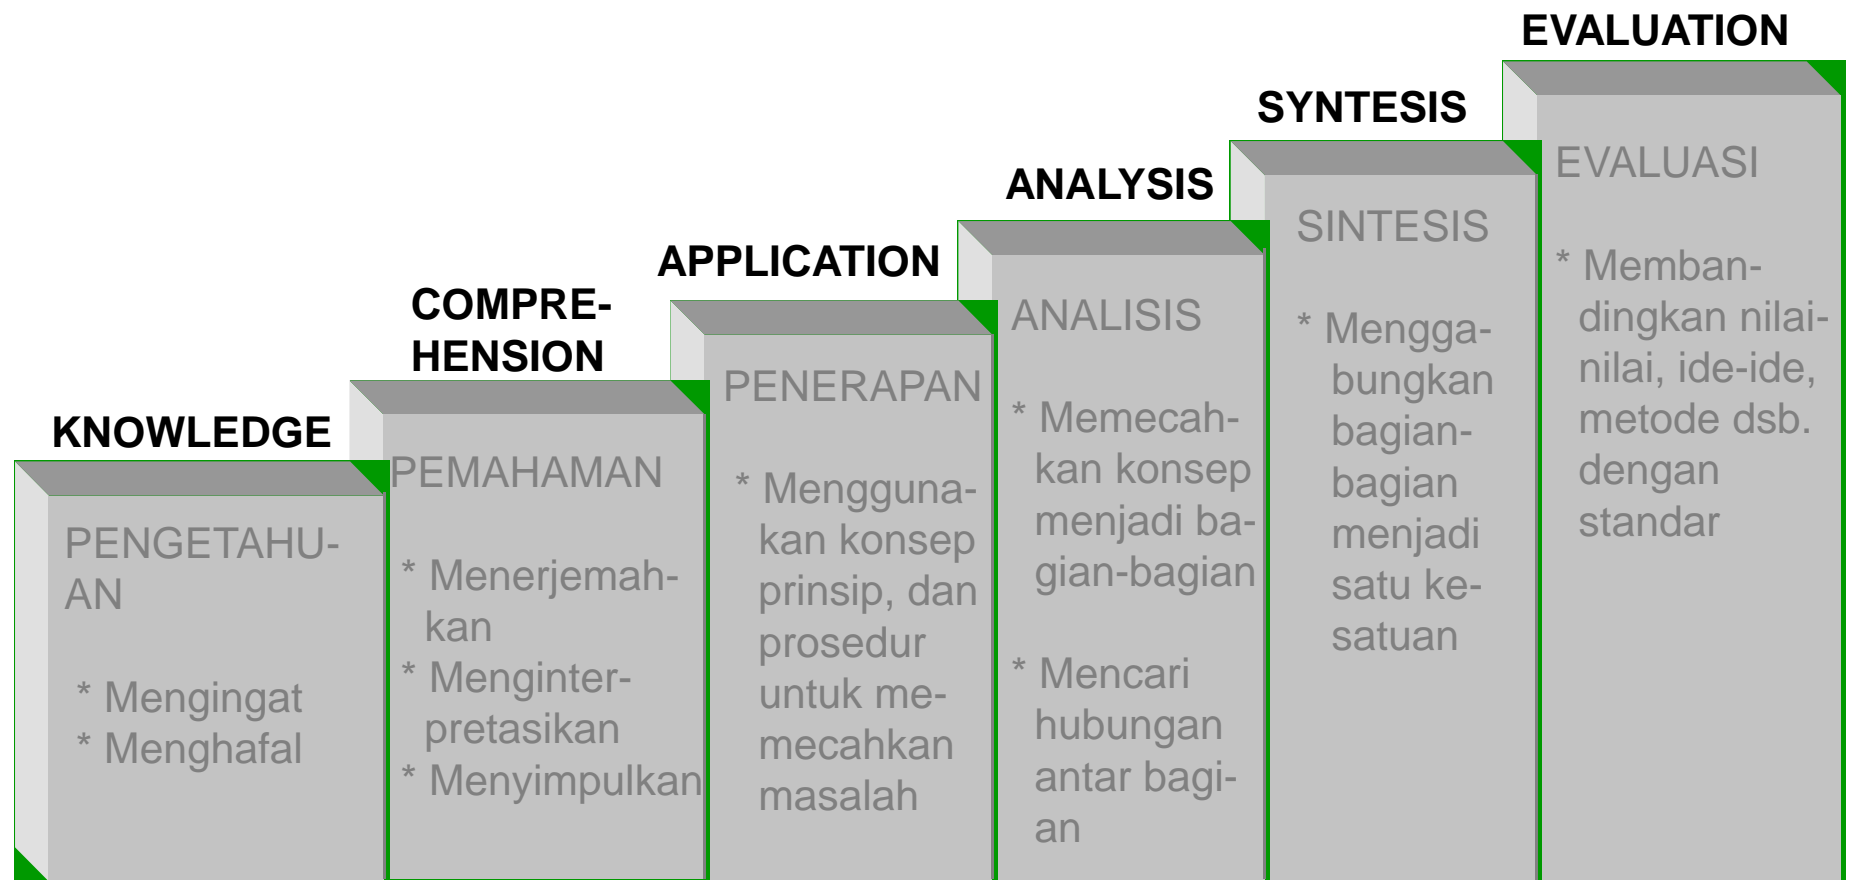 KNOWLEDGE
PENGETAHU-
AN
* Mengingat
* Menghafal
COMPRE-
HENSION
PEMAHAMAN
* Menerjemah-
kan
* Menginter-
pretasikan
* Menyimpulkan
APPLICATION
PENERAPAN
* Mengguna-
kan konsep
prinsip, dan
prosedur
untuk me-
mecahkan
masalah
ANALYSIS
ANALISIS
* Memecah-
kan konsep
menjadi ba-
gian-bagian
* Mencari
hubungan
antar bagi-
an
SYNTESIS
SINTESIS
* Mengga-
bungkan
bagian-
bagian
menjadi
satu ke-
satuan
EVALUATION
EVALUASI
* Memban-
dingkan nilai-
nilai, ide-ide,
metode dsb.
dengan
standar